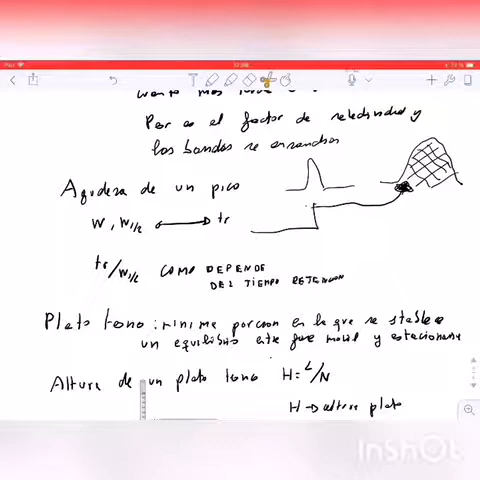 Por es el factor de selectividad y
las bandas se ensanchan
Agudeza de un pico
W, W1/2 ⟷ tr
tr/W1/2 COMO DEPENDE
DEL TIEMPO RETENCION
Plato teorico: minima porcion en la que se stablece
un equilibrio entre fase movil y estacionaria
Altura de un plato teorico H = L/N
H → altura plato
InShOt